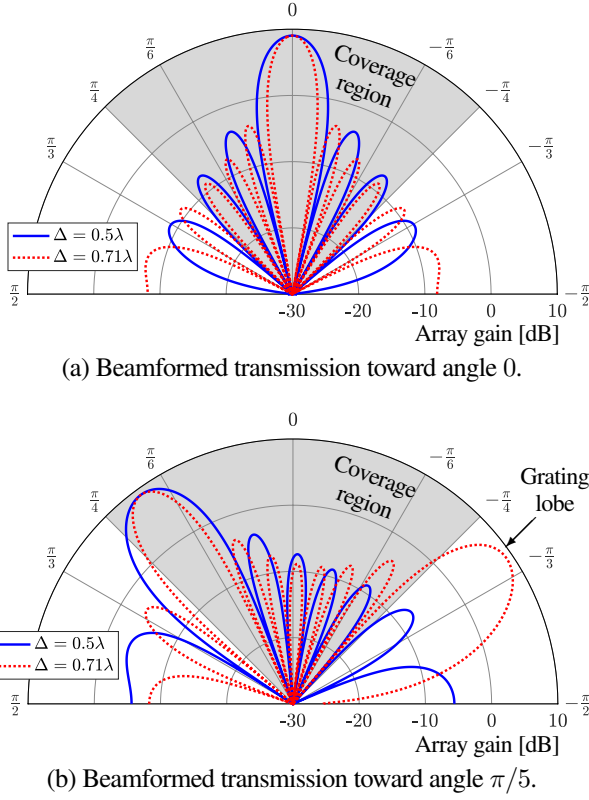 0
π/6
−π/6
π/4
−π/4
π/3
−π/3
Coverage
region
Δ = 0.5λ
Δ = 0.71λ
π/2
−π/2
-30 -20 -10 0 10
Array gain [dB]
(a) Beamformed transmission toward angle 0.
0
π/6
−π/6
π/4
−π/4
π/3
−π/3
Coverage
region
Grating
lobe
Δ = 0.5λ
Δ = 0.71λ
π/2
−π/2
-30 -20 -10 0 10
Array gain [dB]
(b) Beamformed transmission toward angle π/5.